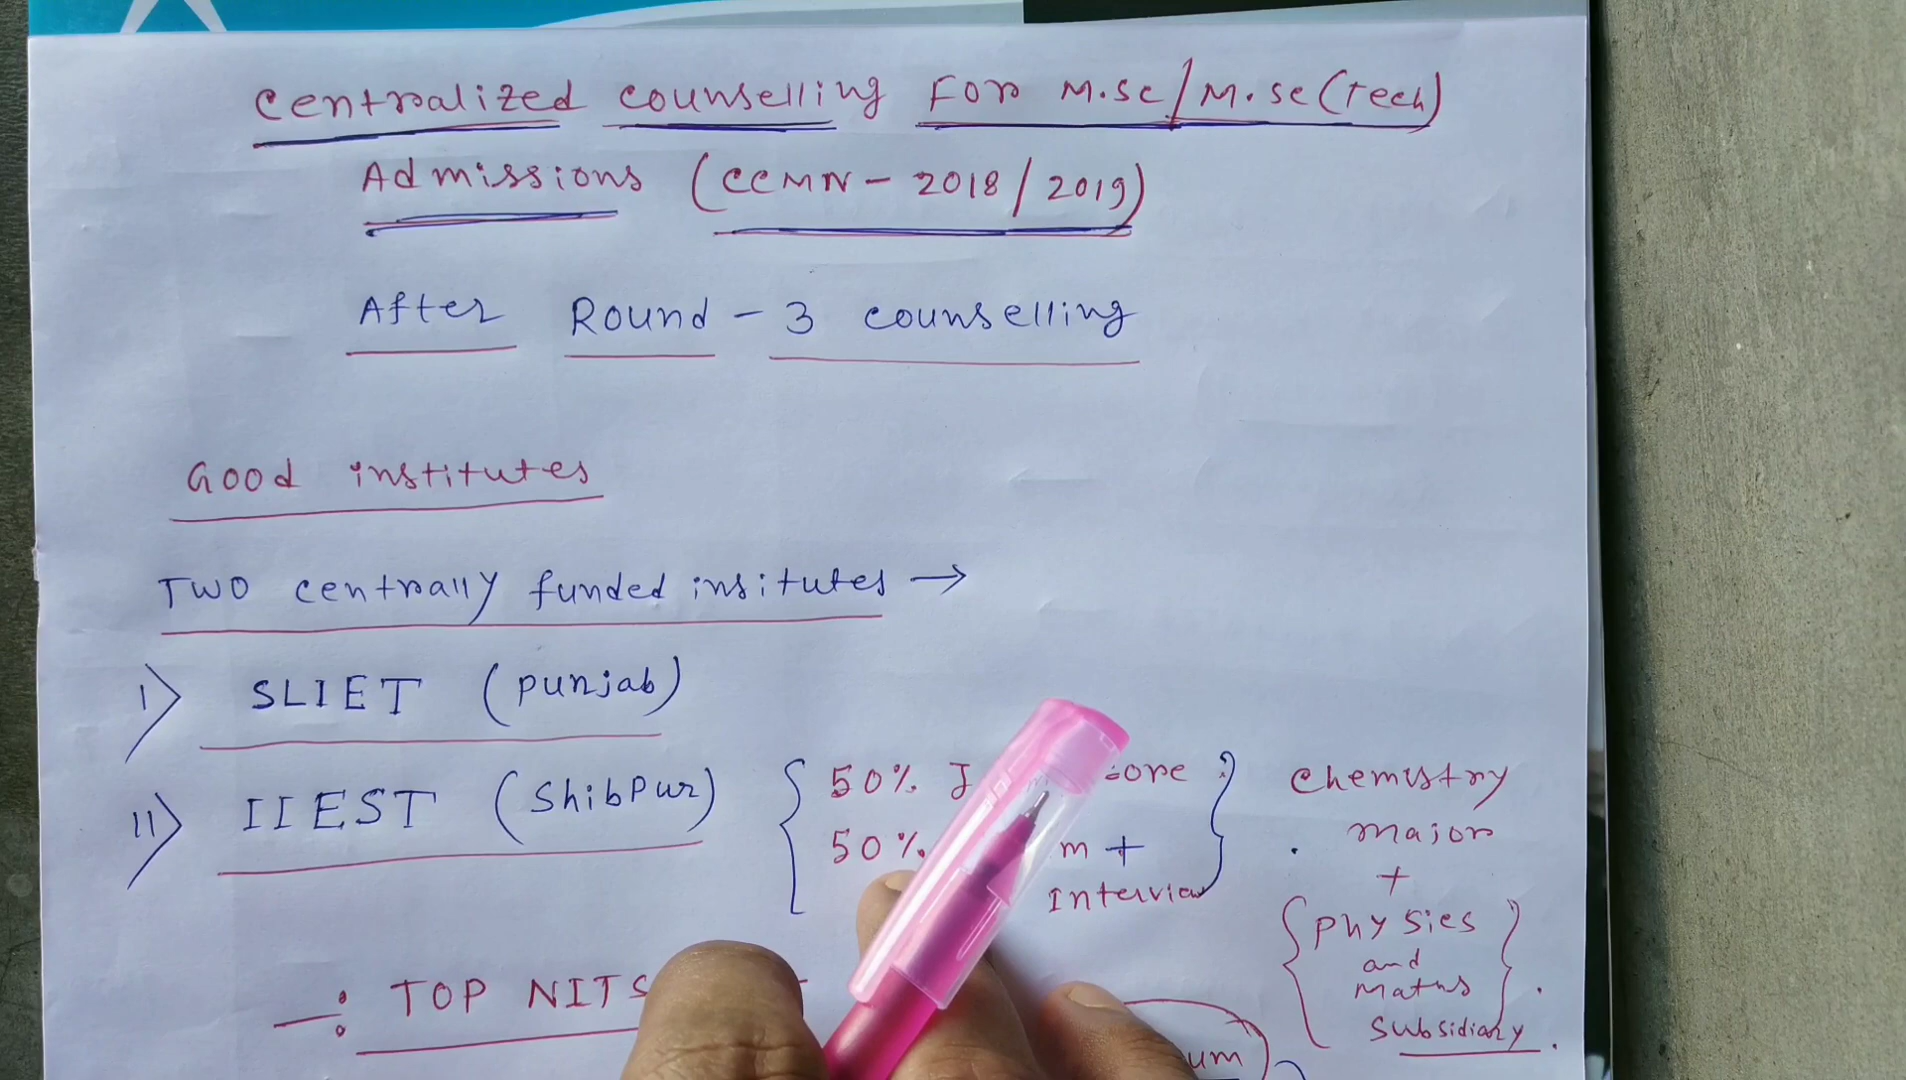 Centralized counselling For M.sc/M.sc(Tech)
Admissions (CCMN-2018/2019)
After Round-3 counselling
Good institutes
Two centrally funded insitutes →
I) SLIET (Punjab)
II) IIEST (Shibpur)
50%
50%
+
Interview
Chemistry
major
+
Physics
and
Maths
Subsidiary
-: TOP NITS